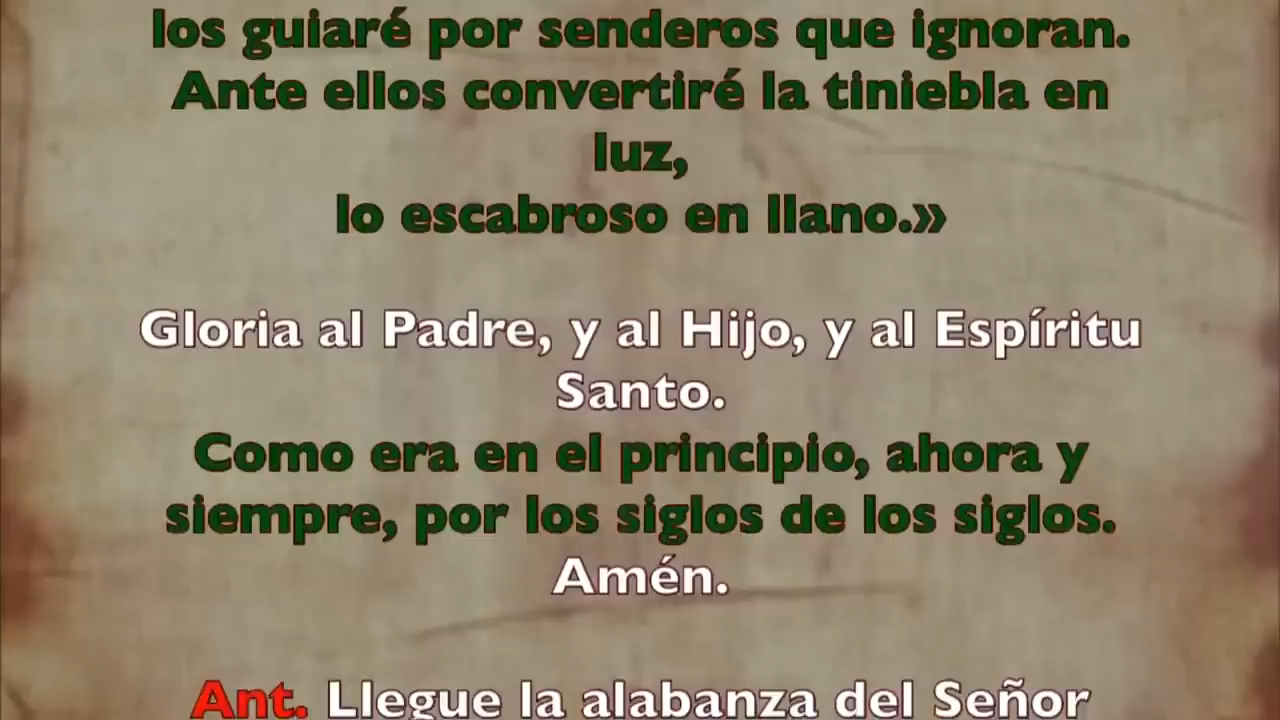 los guiaré por senderos que ignoran.
Ante ellos convertiré la tiniebla en
luz,
lo escabroso en llano.»
Gloria al Padre, y al Hijo, y al Espíritu
Santo.
Como era en el principio, ahora y
siempre, por los siglos de los siglos.
Amén.
Ant. Llegue la alabanza del Señor